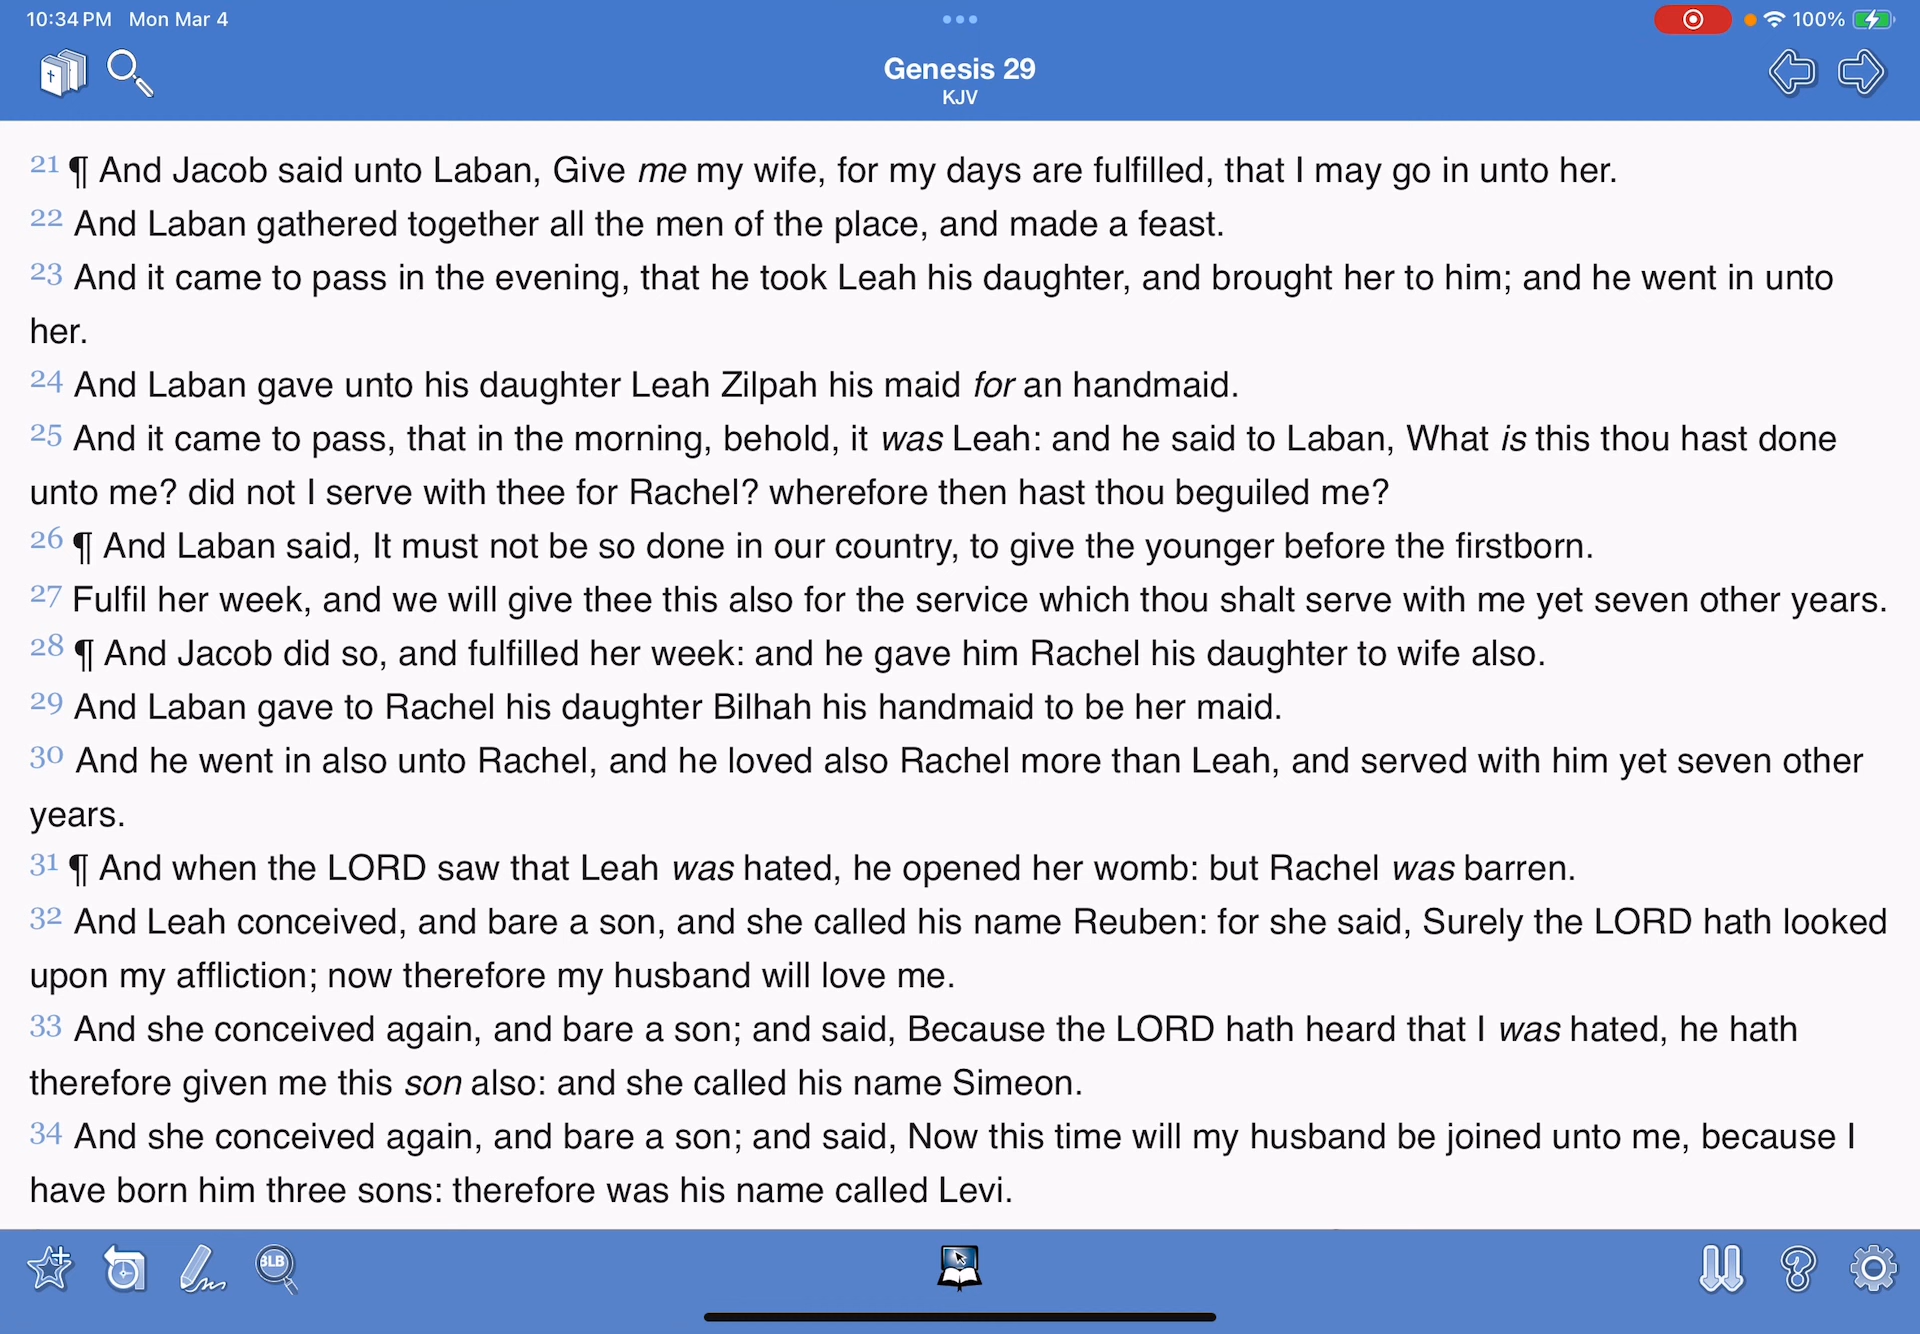 10:34 PM Mon Mar 4
100%
Genesis 29
KJV
21 ¶ And Jacob said unto Laban, Give me my wife, for my days are fulfilled, that I may go in unto her.
22 And Laban gathered together all the men of the place, and made a feast.
23 And it came to pass in the evening, that he took Leah his daughter, and brought her to him; and he went in unto
her.
24 And Laban gave unto his daughter Leah Zilpah his maid for an handmaid.
25 And it came to pass, that in the morning, behold, it was Leah: and he said to Laban, What is this thou hast done
unto me? did not I serve with thee for Rachel? wherefore then hast thou beguiled me?
26 ¶ And Laban said, It must not be so done in our country, to give the younger before the firstborn.
27 Fulfil her week, and we will give thee this also for the service which thou shalt serve with me yet seven other years.
28 ¶ And Jacob did so, and fulfilled her week: and he gave him Rachel his daughter to wife also.
29 And Laban gave to Rachel his daughter Bilhah his handmaid to be her maid.
30 And he went in also unto Rachel, and he loved also Rachel more than Leah, and served with him yet seven other
years.
31 ¶ And when the LORD saw that Leah was hated, he opened her womb: but Rachel was barren.
32 And Leah conceived, and bare a son, and she called his name Reuben: for she said, Surely the LORD hath looked
upon my affliction; now therefore my husband will love me.
33 And she conceived again, and bare a son; and said, Because the LORD hath heard that I was hated, he hath
therefore given me this son also: and she called his name Simeon.
34 And she conceived again, and bare a son; and said, Now this time will my husband be joined unto me, because I
have born him three sons: therefore was his name called Levi.
BLB